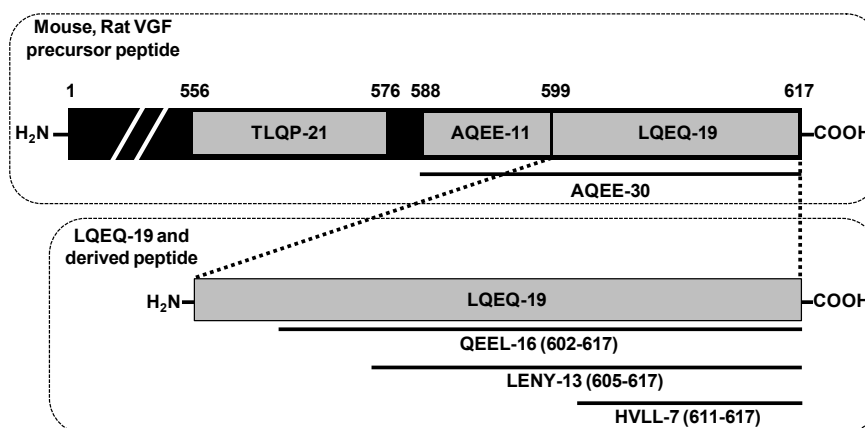 Mouse, Rat VGF
precursor peptide
1 556 576 588 599 617
H₂N TLQP-21 AQEE-11 LQEQ-19 COOH
AQEE-30
LQEQ-19 and
derived peptide
H₂N LQEQ-19 COOH
QEEL-16 (602-617)
LENY-13 (605-617)
HVLL-7 (611-617)